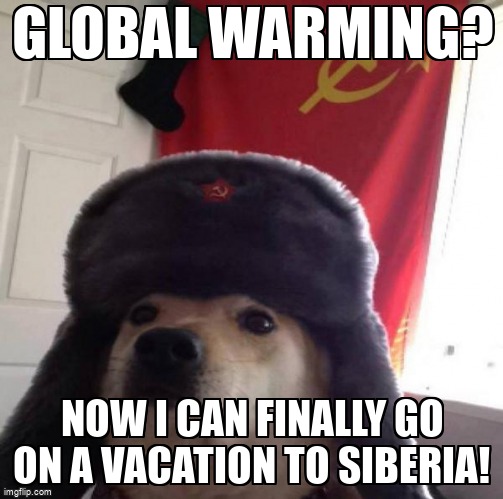 GLOBAL WARMING?
NOW I CAN FINALLY GO
ON A VACATION TO SIBERIA!
imgflip.com